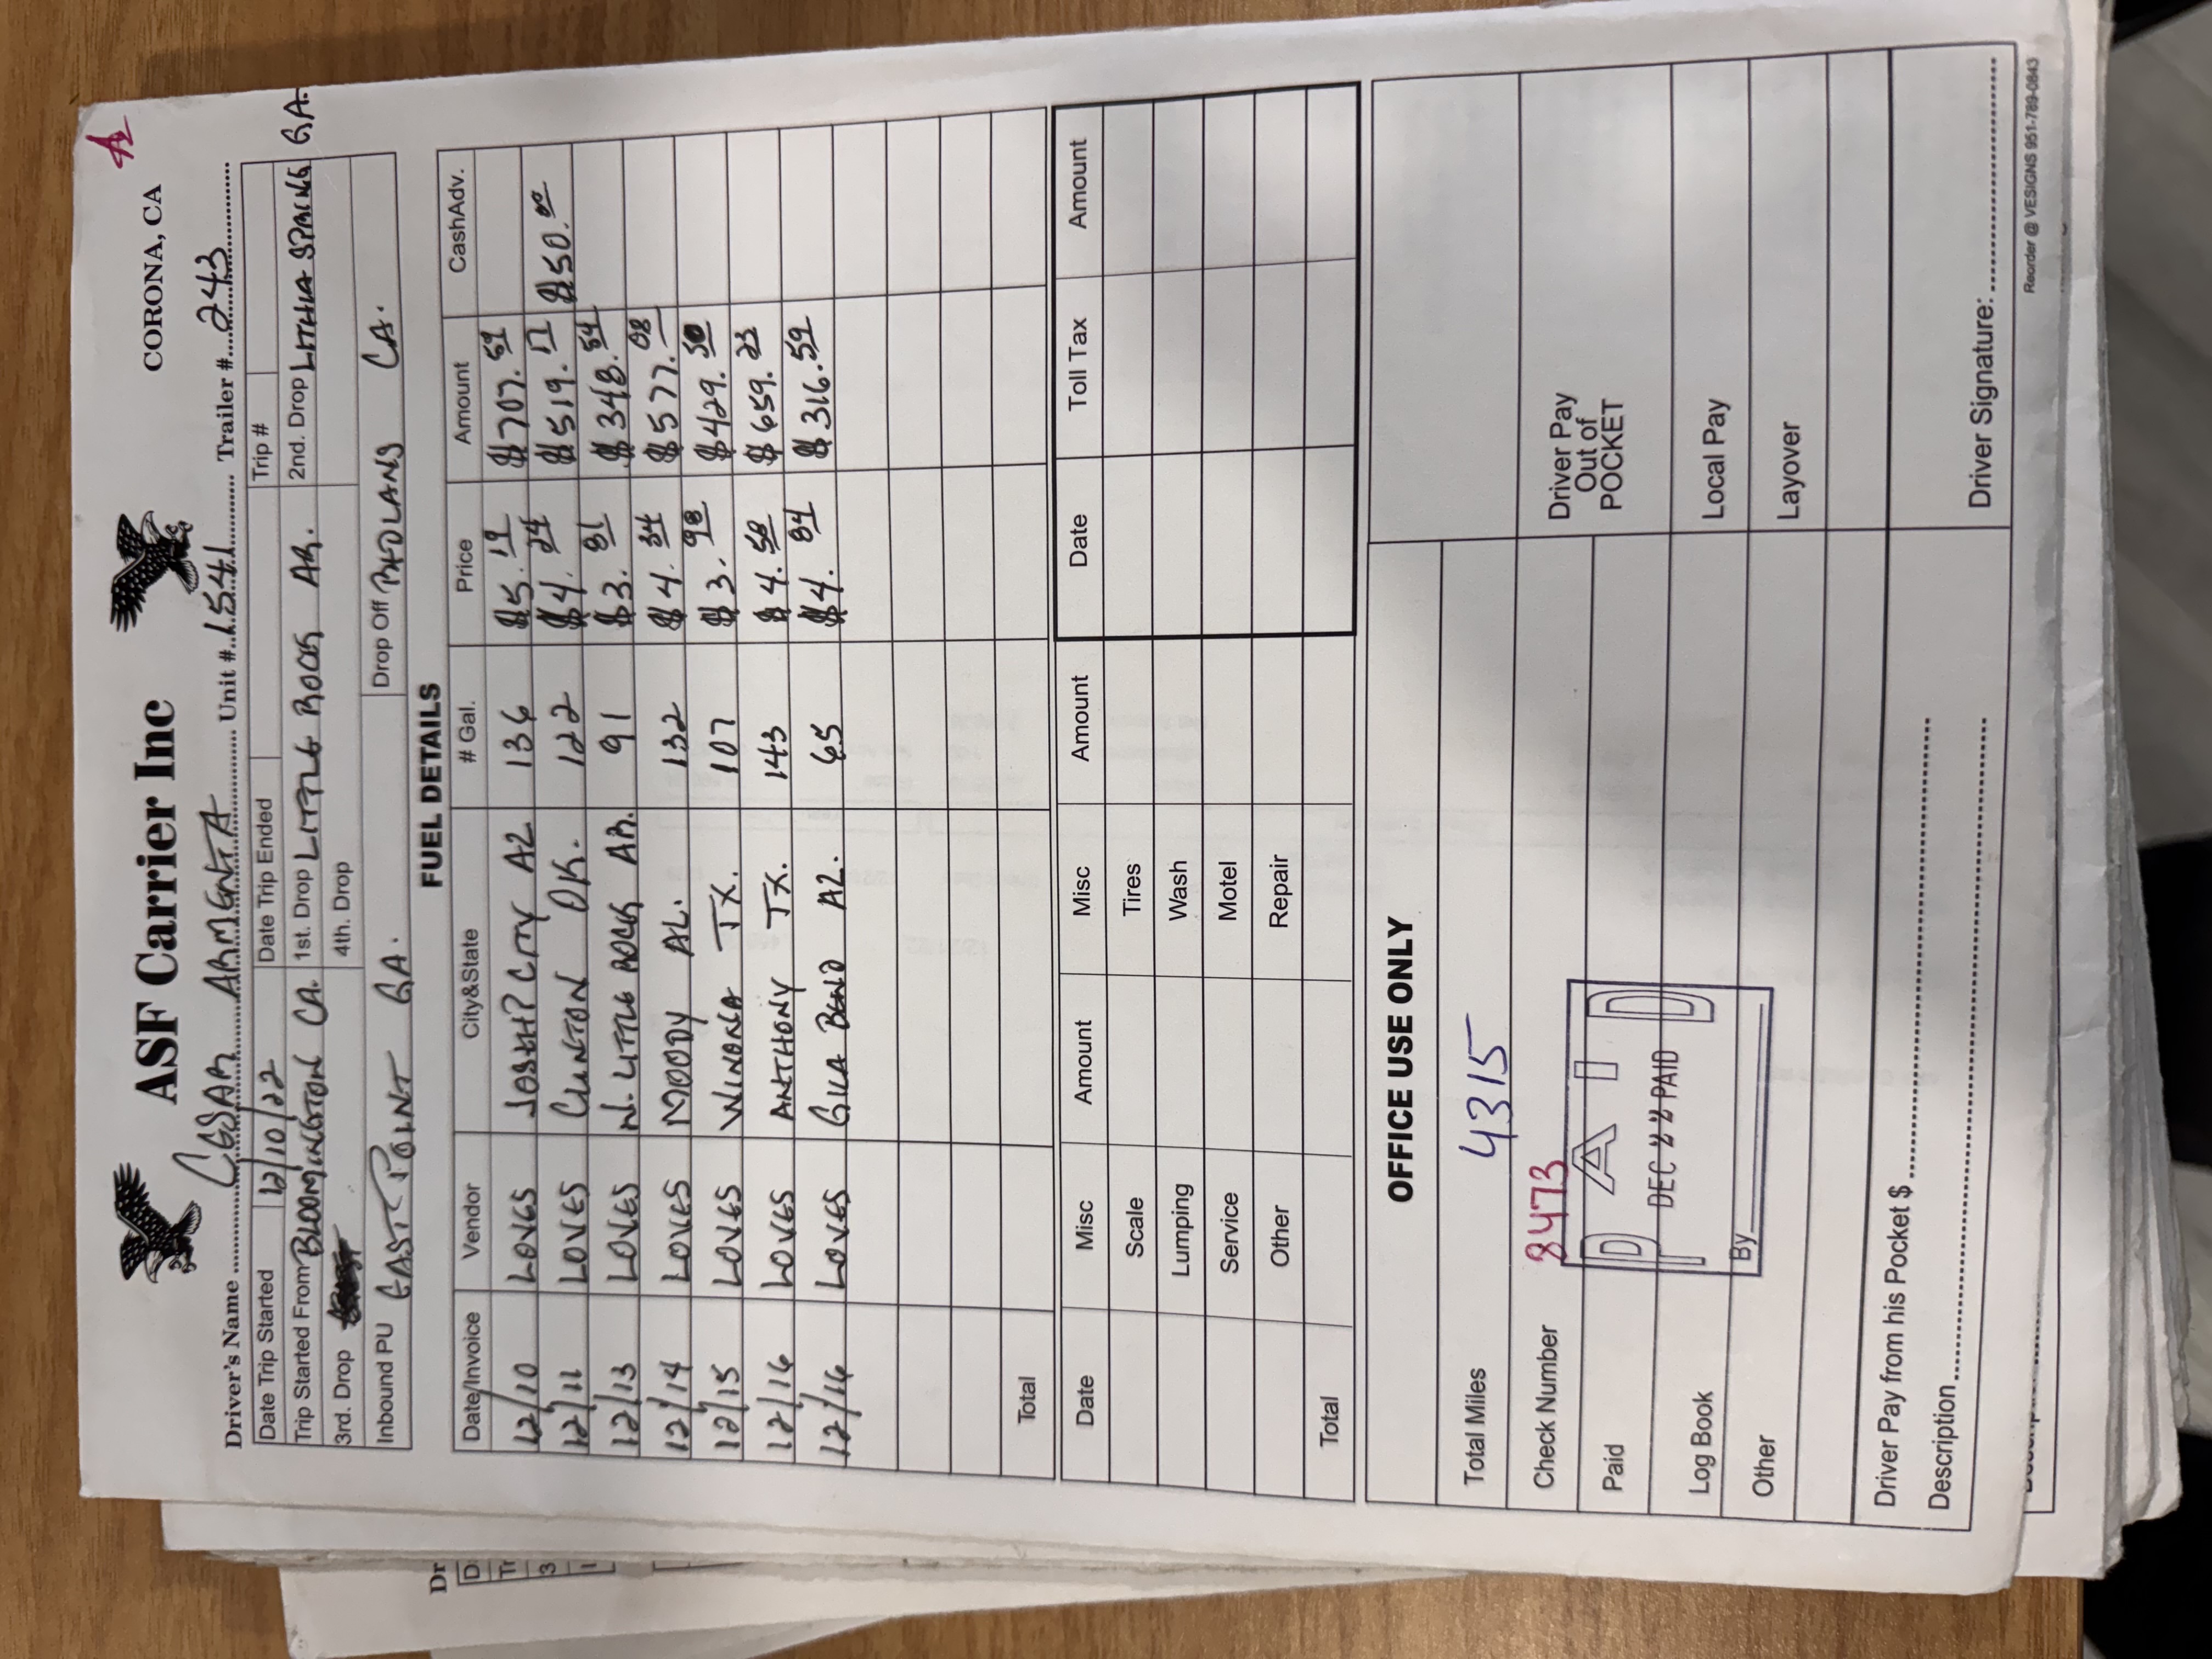 A2
ASF Carrier Inc
CORONA, CA
Driver's Name CESAR ARMENTA Unit # 1541 Trailer # 243
Date Trip Started 12/10/22 Date Trip Ended Trip #
Trip Started From BLOOMINGTON CA. 1st. Drop LITTLE ROCK AR. 2nd. Drop LITHIA SPRING GA.
3rd. Drop 4th. Drop
Inbound PU EAST POINT GA. Drop Off REDLANS CA.
FUEL DETAILS
Date/Invoice Vendor City&State # Gal. Price Amount CashAdv.
12/10 LOVES JOSEPH CITY AZ 136 $5.19 $707.59
12/11 LOVES CLINTON OK. 122 $4.24 $519.17 $50.00
12/13 LOVES N. LITTLE ROCK AR. 91 $3.81 $348.54
12/14 LOVES MOODY AL. 132 $4.34 $577.08
12/15 LOVES WINONA TX. 107 $3.98 $429.50
12/16 LOVES ANTHONY TX. 143 $4.58 $659.23
12/16 LOVES GILA BEND AZ. 65 $4.84 $316.59
Total
Date Misc Amount Misc Amount Date Toll Tax Amount
Scale Tires
Lumping Wash
Service Motel
Other Repair
Total
OFFICE USE ONLY
Total Miles 4315
Check Number 8473
Driver Pay
Out of
POCKET
Paid
PAID
DEC 22 PAID
By
Log Book
Local Pay
Other
Layover
Driver Pay from his Pocket $
Description
Driver Signature:
Reorder @ VESIGNS 951-789-0843